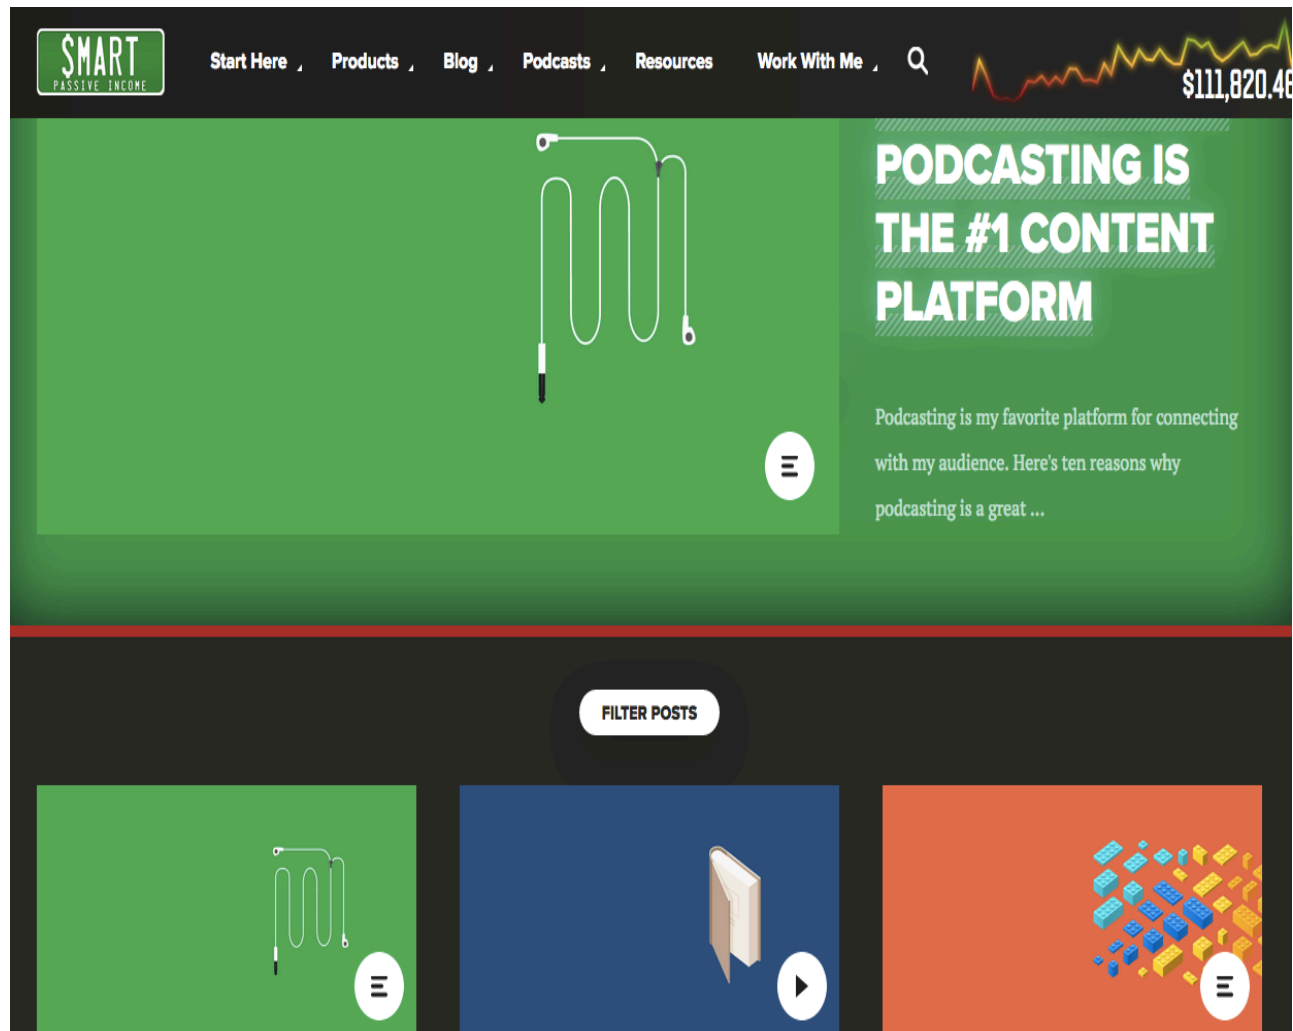 $MART
PASSIVE INCOME
Start Here
Products
Blog
Podcasts
Resources
Work With Me
$111,820.46
PODCASTING IS
THE #1 CONTENT
PLATFORM
Podcasting is my favorite platform for connecting
with my audience. Here's ten reasons why
podcasting is a great ...
FILTER POSTS